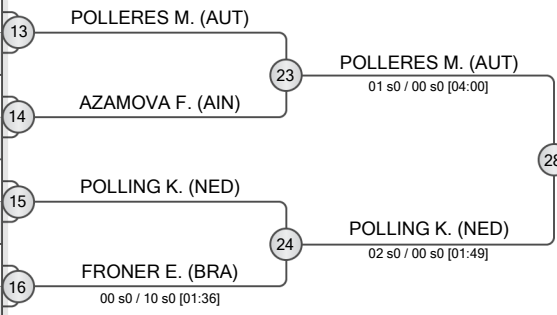 13
POLLERES M. (AUT)
23
POLLERES M. (AUT)
01 s0 / 00 s0 [04:00]
14
AZAMOVA F. (AIN)
28
15
POLLING K. (NED)
24
POLLING K. (NED)
02 s0 / 00 s0 [01:49]
16
FRONER E. (BRA)
00 s0 / 10 s0 [01:36]